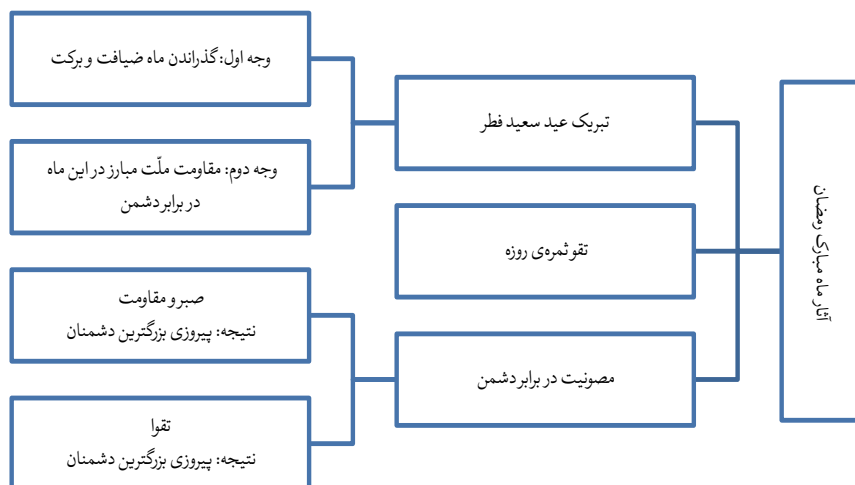 آثار ماه مبارک رمضان
تبریک عید سعید فطر
وجه اول: گذراندن ماه ضیافت و برکت
وجه دوم: مقاومت ملّت مبارز در این ماه
در برابر دشمن
تقو ثمره‌ی روزه
مصونیت در برابر دشمن
صبر و مقاومت
نتیجه: پیروزی بزرگترین دشمنان
تقوا
نتیجه: پیروزی بزرگترین دشمنان